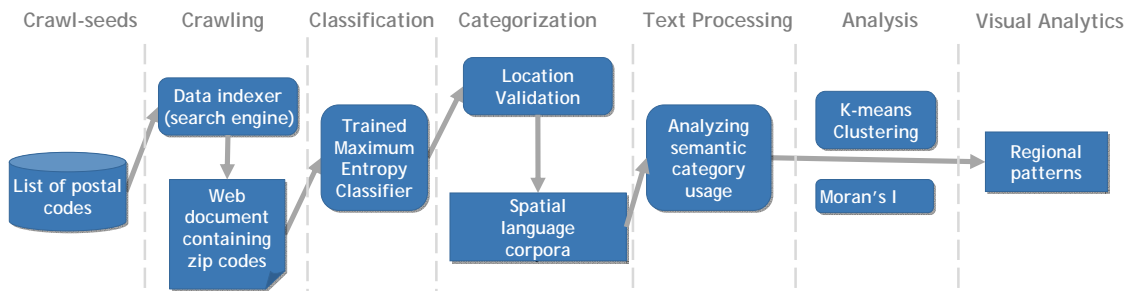 Crawl-seeds
Crawling
Classification
Categorization
Text Processing
Analysis
Visual Analytics
List of postal
codes
Data indexer
(search engine)
Web
document
containing
zip codes
Trained
Maximum
Entropy
Classifier
Location
Validation
Spatial
language
corpora
Analyzing
semantic
category
usage
K-means
Clustering
Moran's I
Regional
patterns